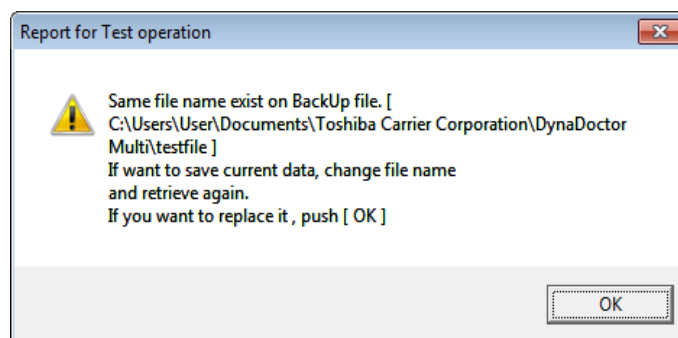 Report for Test operation
Same file name exist on BackUp file. [
C:\Users\User\Documents\Toshiba Carrier Corporation\DynaDoctor
Multi\testfile ]
If want to save current data, change file name
and retrieve again.
If you want to replace it , push [ OK ]
OK